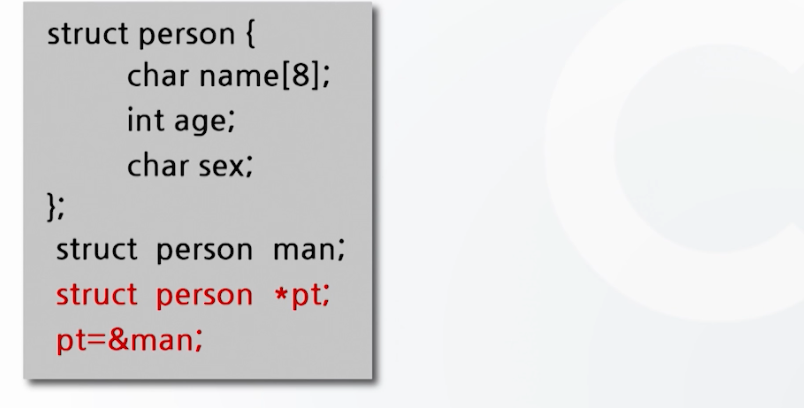 struct person {
char name[8];
int age;
char sex;
};
struct person man;
struct person *pt;
pt=&man;